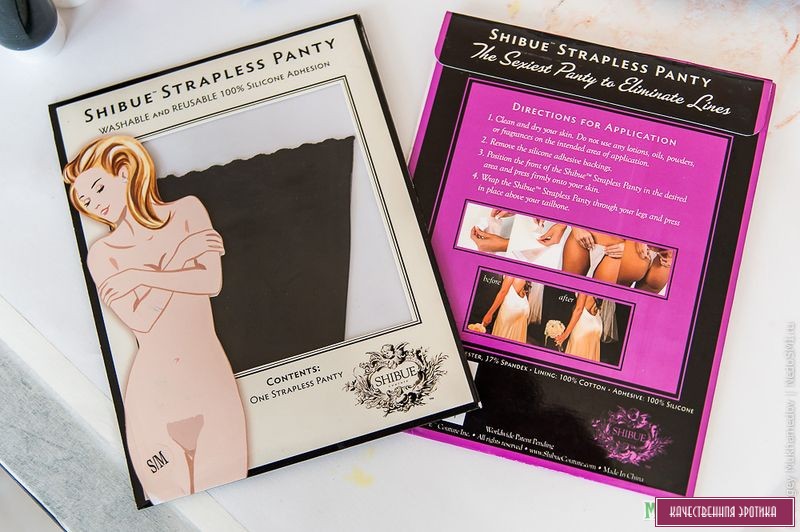 SHIBUE™ STRAPLESS PANTY
WASHABLE AND REUSABLE 100% SILICONE ADHESION
S/M
CONTENTS:
ONE STRAPLESS PANTY
SHIBUE
COUTURE
SHIBUE™ STRAPLESS PANTY
The Sexiest Panty to Eliminate Lines
DIRECTIONS FOR APPLICATION
1. Clean and dry your skin. Do not use any lotions, oils, powders,
or fragrances on the intended area of application.
2. Remove the silicone adhesive backings.
3. Position the front of the Shibue™ Strapless Panty in the desired
area and press firmly onto your skin.
4. Wrap the Shibue™ Strapless Panty through your legs and press
in place above your tailbone.
before
after
37% SPANDEX • LINING: 100% COTTON • ADHESIVE: 100% SILICONE
SHIBUE
Worldwide Patent Pending
COUTURE INC. • All rights reserved • www.ShibueCouture.com • Made In China
Mukhamedov | NedoSMI.ru
КАЧЕСТВЕННАЯ ЭРОТИКА